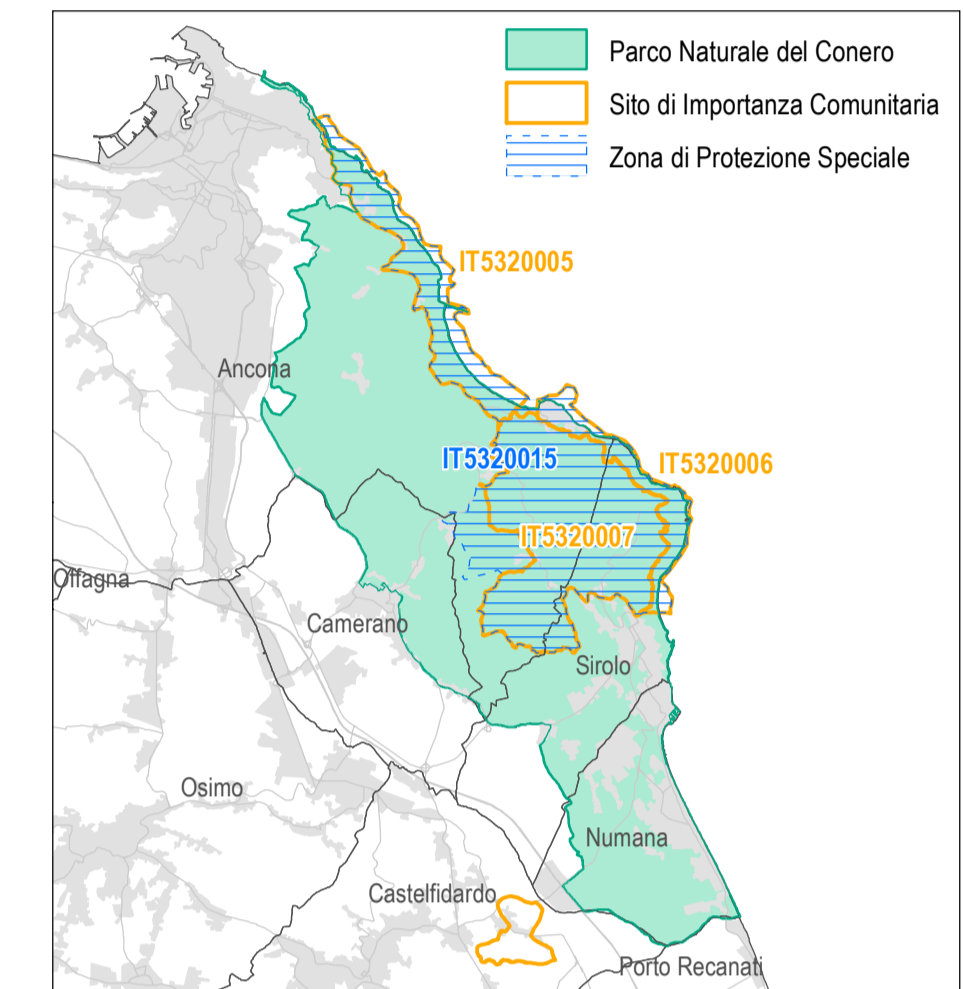 Parco Naturale del Conero
Sito di Importanza Comunitaria
Zona di Protezione Speciale
IT5320005
Ancona
IT5320015
IT5320006
IT5320007
Offagna
Camerano
Sirolo
Osimo
Numana
Castelfidardo
Porto Recanati